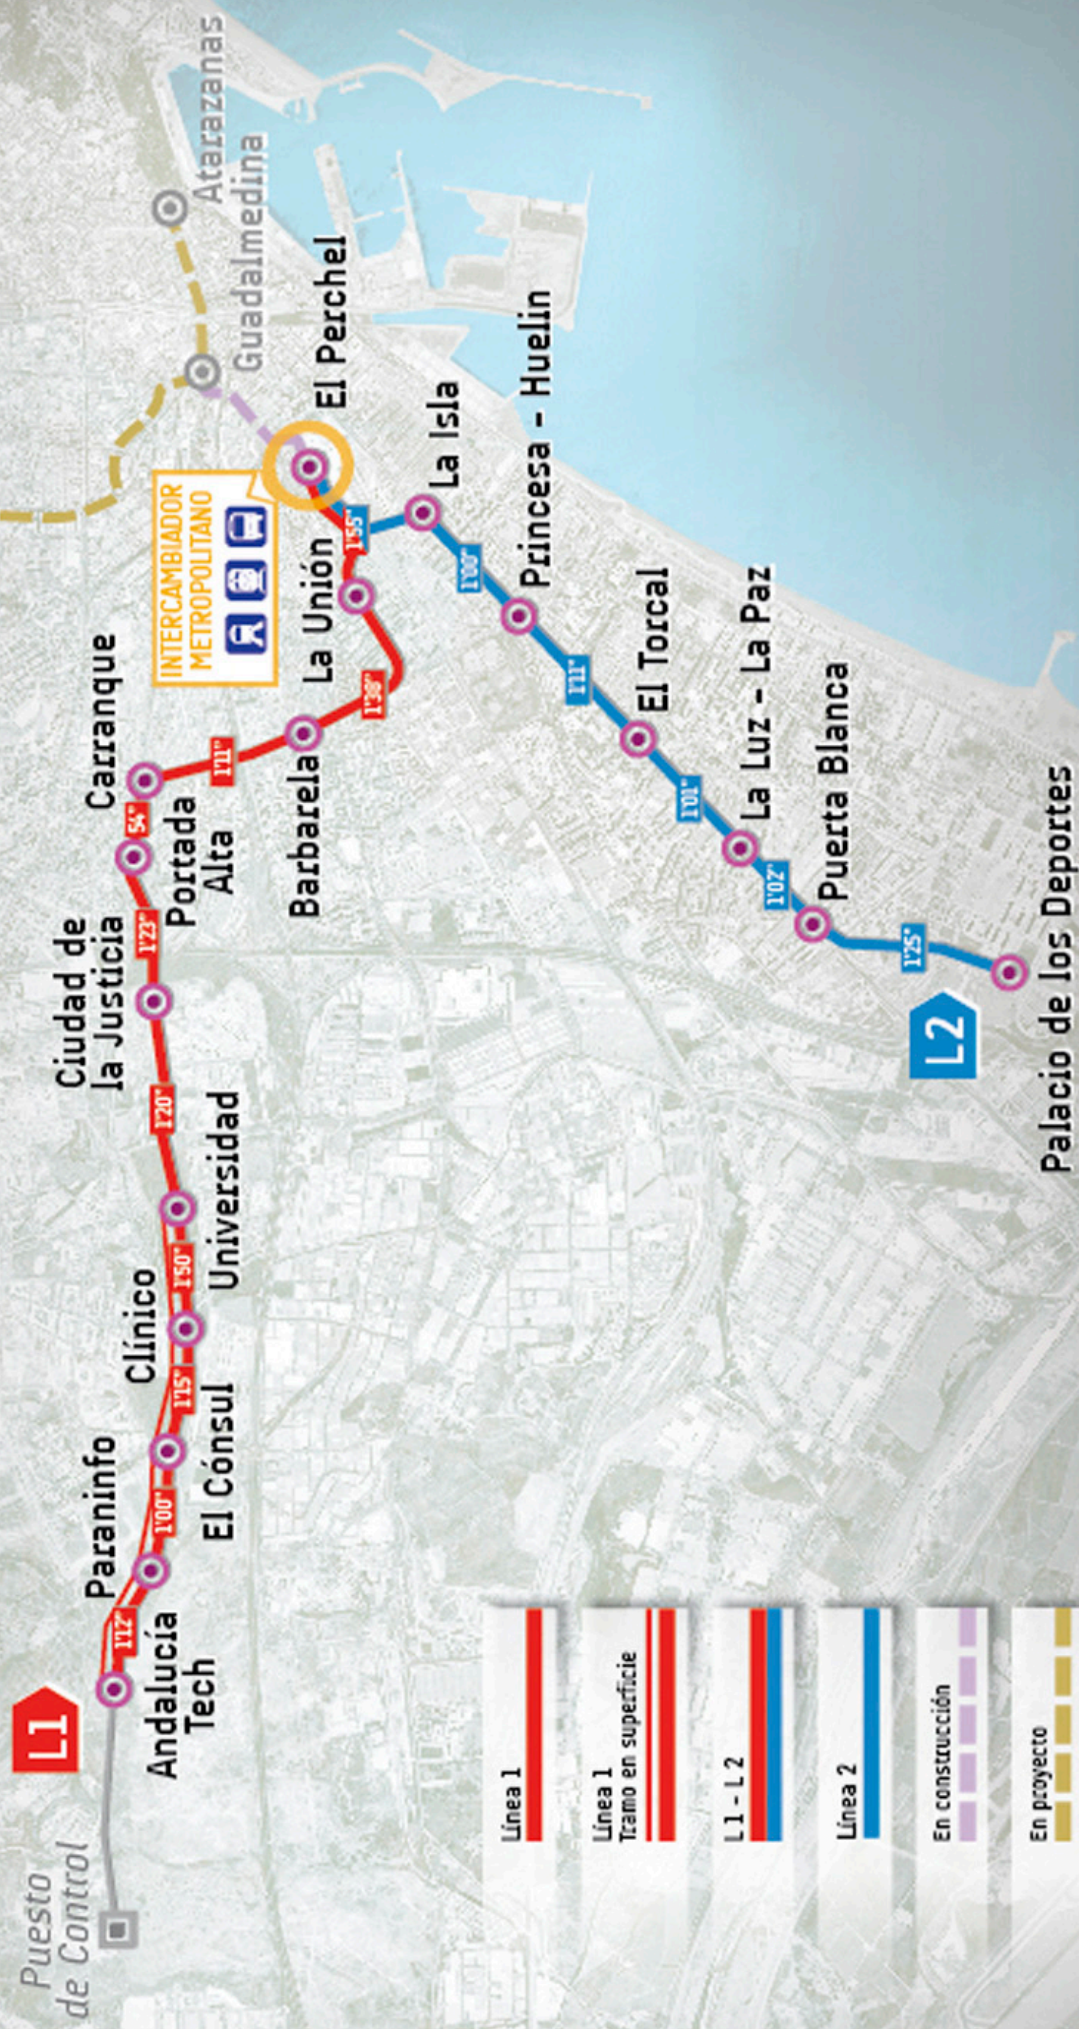 Puesto
de Control
L1
Andalucía
Tech
1'12"
Paraninfo
1'00"
El Cónsul
1'15"
Clínico
1'50"
Universidad
1'20"
Ciudad de
la Justicia
1'23"
Portada
Alta
54"
Carranque
1'11"
Barbarela
1'38"
La Unión
1'55"
INTERCAMBIADOR
METROPOLITANO
El Perchel
Guadalmedina
Atarazanas
La Isla
1'00"
Princesa - Huelin
1'11"
El Torcal
1'01"
La Luz - La Paz
1'02"
Puerta Blanca
1'25"
L2
Palacio de los Deportes
Línea 1
Línea 1
Tramo en superficie
L 1 - L 2
Línea 2
En construcción
En proyecto